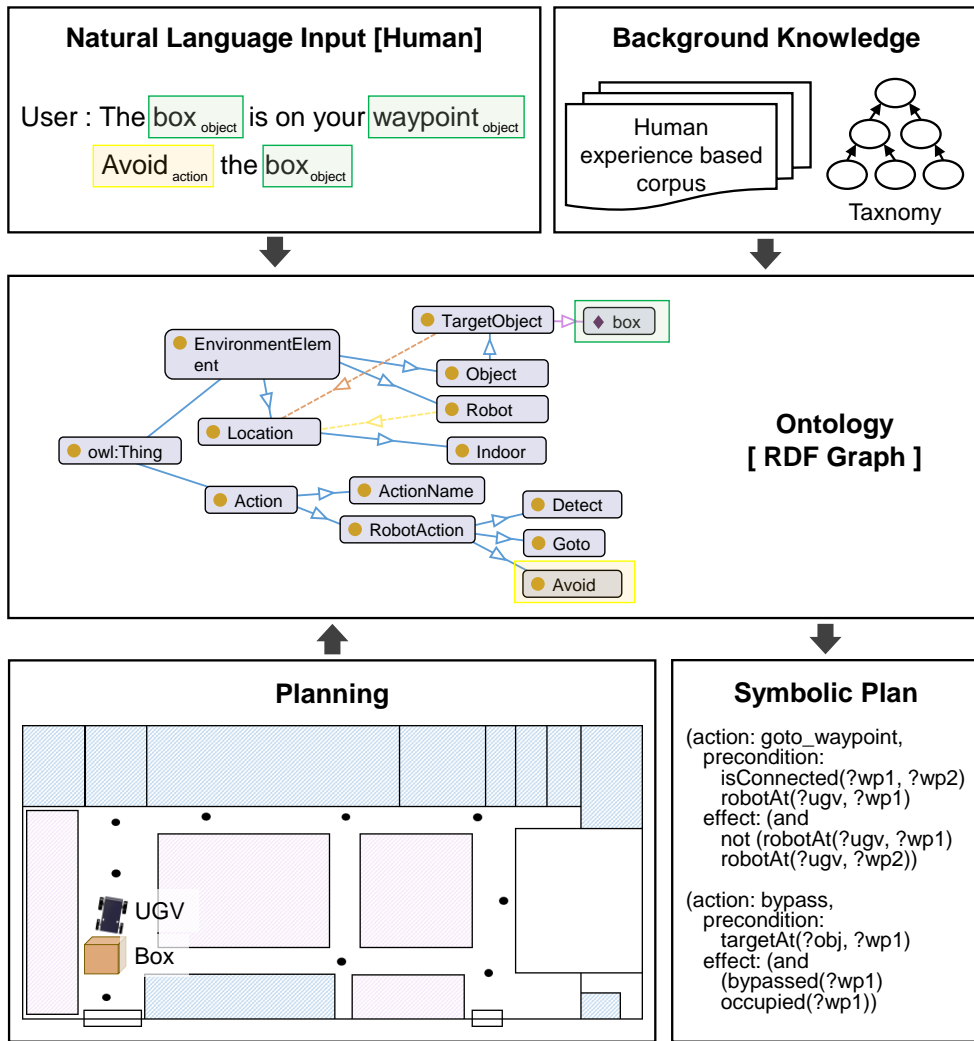 Natural Language Input [Human]
User : The box object is on your waypoint object
Avoid action the box object
Background Knowledge
Human
experience based
corpus
Taxnomy
TargetObject
box
EnvironmentElem
ent
Object
Robot
Location
owl:Thing
Indoor
Action
ActionName
RobotAction
Detect
Goto
Avoid
Ontology
[ RDF Graph ]
Planning
UGV
Box
Symbolic Plan
(action: goto_waypoint,
precondition:
isConnected(?wp1, ?wp2)
robotAt(?ugv, ?wp1)
effect: (and
not (robotAt(?ugv, ?wp1)
robotAt(?ugv, ?wp2))
(action: bypass,
precondition:
targetAt(?obj, ?wp1)
effect: (and
(bypassed(?wp1)
occupied(?wp1))